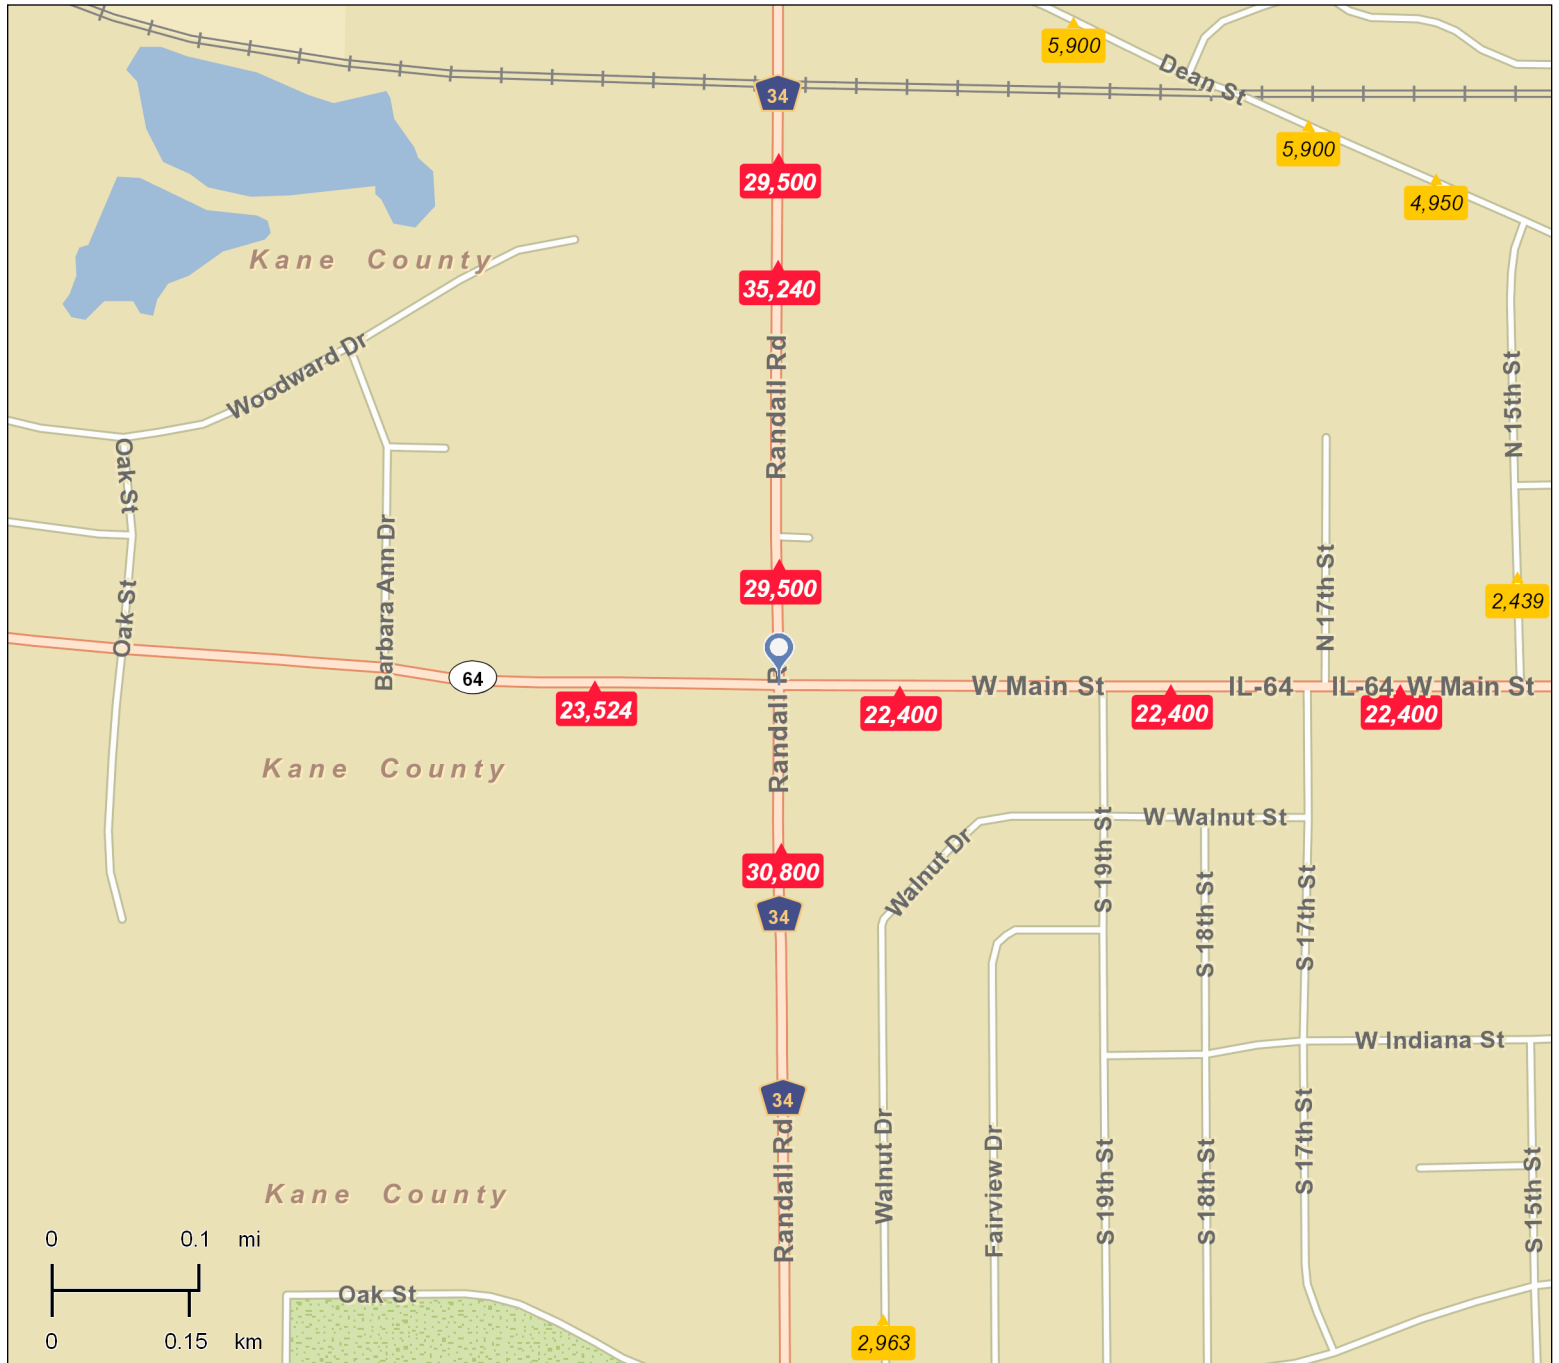 5,900
Dean St
34
5,900
29,500
4,950
Kane County
35,240
Woodward Dr
Randall Rd
N 15th St
Oak St
Barbara Ann Dr
N 17th St
29,500
2,439
Oak St
64
Randall R
W Main St
IL-64
IL-64
W Main St
23,524
22,400
22,400
22,400
Kane County
W Walnut St
S 19th St
Walnut Dr
30,800
34
S 18th St
S 17th St
W Indiana St
34
Randall Rd
Walnut Dr
Fairview Dr
S 19th St
S 18th St
S 17th St
S 15th St
Kane County
0 0.1 mi
Oak St
0 0.15 km
2,963